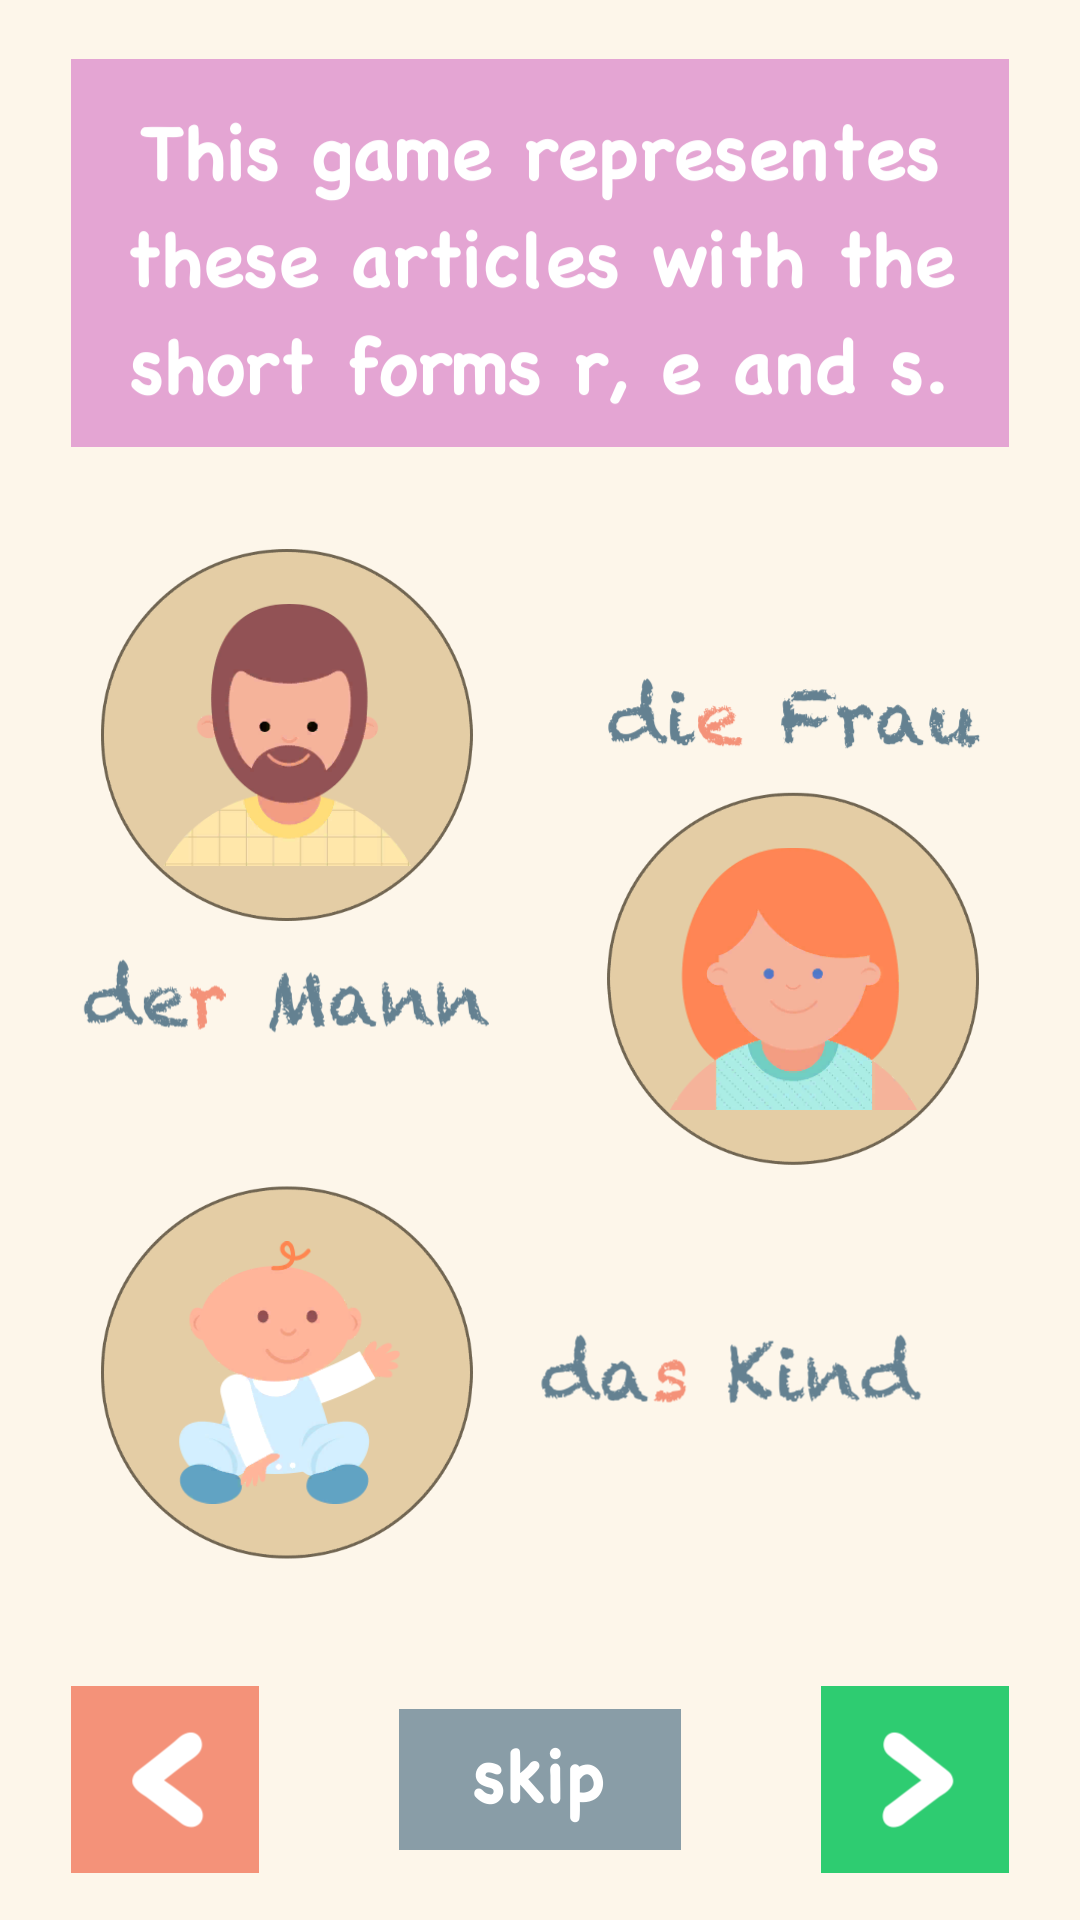 This game representes
these articles with the
short forms r, e and s.
die Frau
der Mann
das Kind
<
skip
>